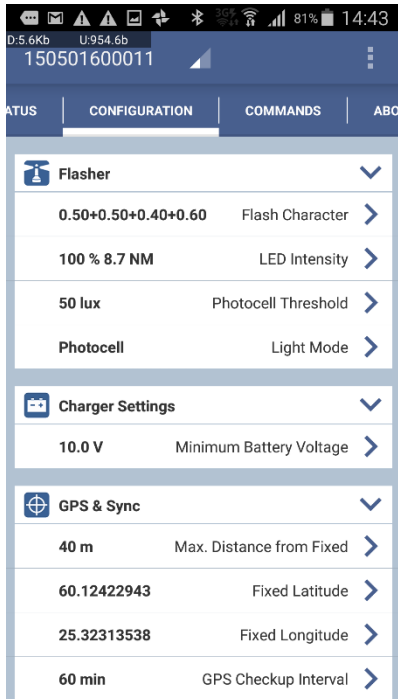 3G 81% 14:43
D:5.6Kb U:954.6b
150501600011
ATUS CONFIGURATION COMMANDS ABO
Flasher
0.50+0.50+0.40+0.60 Flash Character
100 % 8.7 NM LED Intensity
50 lux Photocell Threshold
Photocell Light Mode
Charger Settings
10.0 V Minimum Battery Voltage
GPS & Sync
40 m Max. Distance from Fixed
60.12422943 Fixed Latitude
25.32313538 Fixed Longitude
60 min GPS Checkup Interval